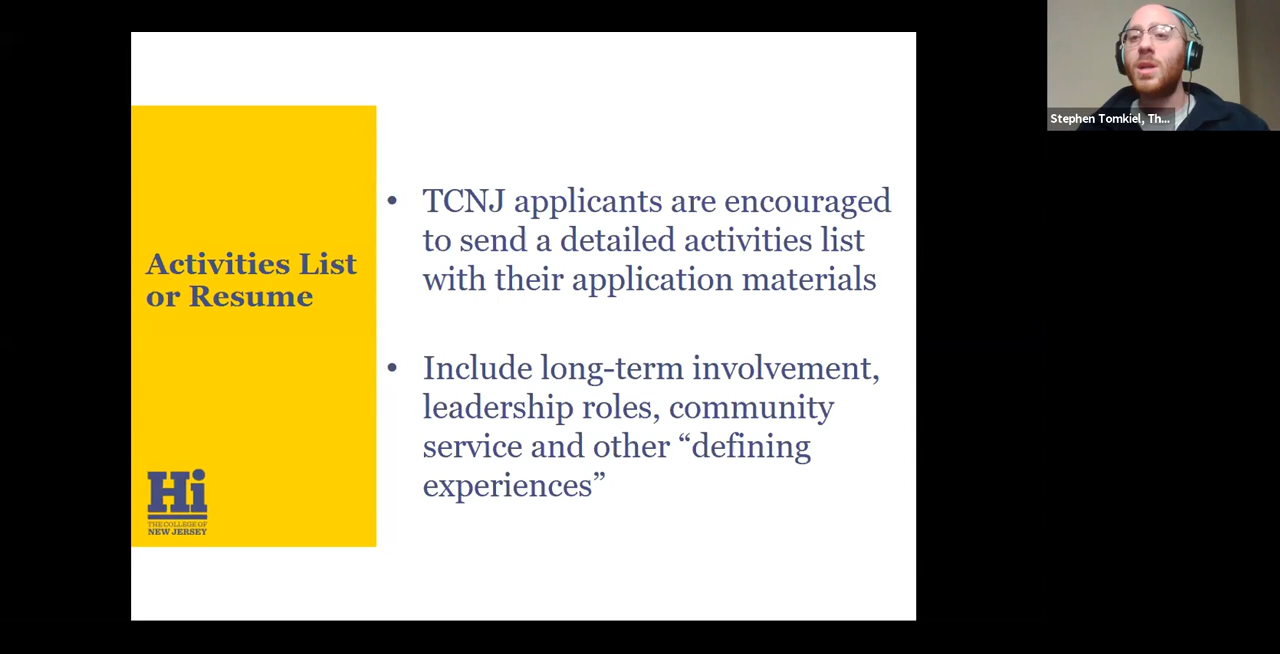 Activities List
or Resume
Hi
THE COLLEGE OF
NEW JERSEY
• TCNJ applicants are encouraged
to send a detailed activities list
with their application materials
• Include long-term involvement,
leadership roles, community
service and other “defining
experiences”
Stephen Tomkiel, Th...